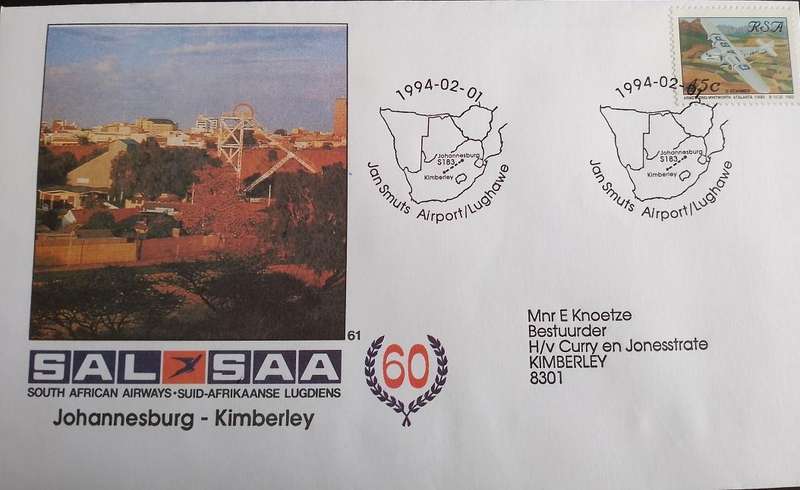 RSA
45c
1994-02-01
Johannesburg
S183
Kimberley
Jan Smuts Airport/Lughawe
1994-02-01
Johannesburg
S183
Kimberley
Jan Smuts Airport/Lughawe
61
SAL SAA
SOUTH AFRICAN AIRWAYS·SUID-AFRIKAANSE LUGDIENS
Johannesburg - Kimberley
60
Mnr E Knoetze
Bestuurder
H/v Curry en Jonesstrate
KIMBERLEY
8301